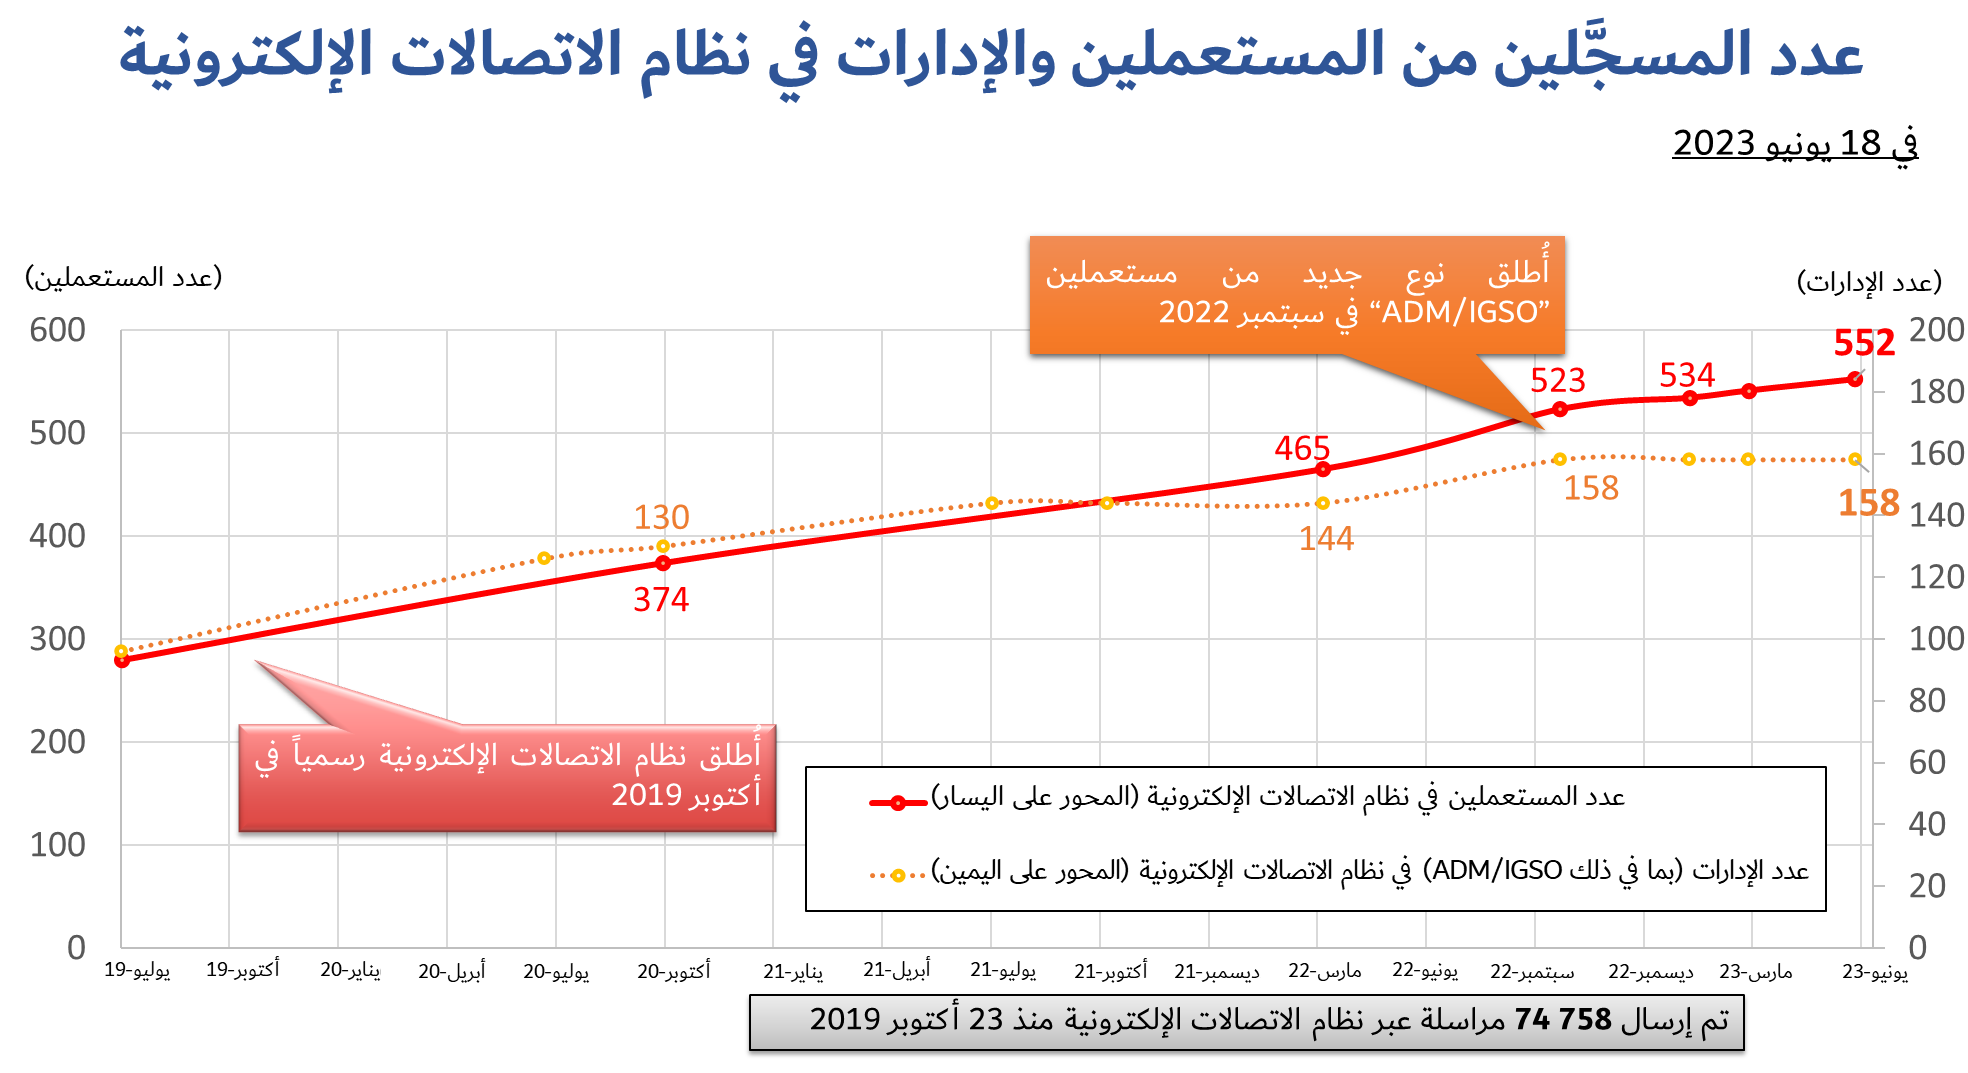 عدد المسجَّلين من المستعملين والإدارات في نظام الاتصالات الإلكترونية
في 18 يونيو 2023
(عدد الإدارات)
(عدد المستعملين)
أُطلق نوع جديد من مستعملين
“ADM/IGSO” في سبتمبر 2022
600
500
400
300
200
100
0
200
180
160
140
120
100
80
60
40
20
0
552
534
523
465
374
130
144
158
158
أُطلق نظام الاتصالات الإلكترونية رسمياً في
أكتوبر 2019
عدد المستعملين في نظام الاتصالات الإلكترونية (المحور على اليسار)
عدد الإدارات (بما في ذلك ADM/IGSO) في نظام الاتصالات الإلكترونية (المحور على اليمين)
يوليو-19
أكتوبر-19
يناير-20
أبريل-20
يوليو-20
أكتوبر-20
يناير-21
أبريل-21
يوليو-21
أكتوبر-21
ديسمبر-21
مارس-22
يونيو-22
سبتمبر-22
ديسمبر-22
مارس-23
يونيو-23
تم إرسال 758 74 مراسلة عبر نظام الاتصالات الإلكترونية منذ 23 أكتوبر 2019